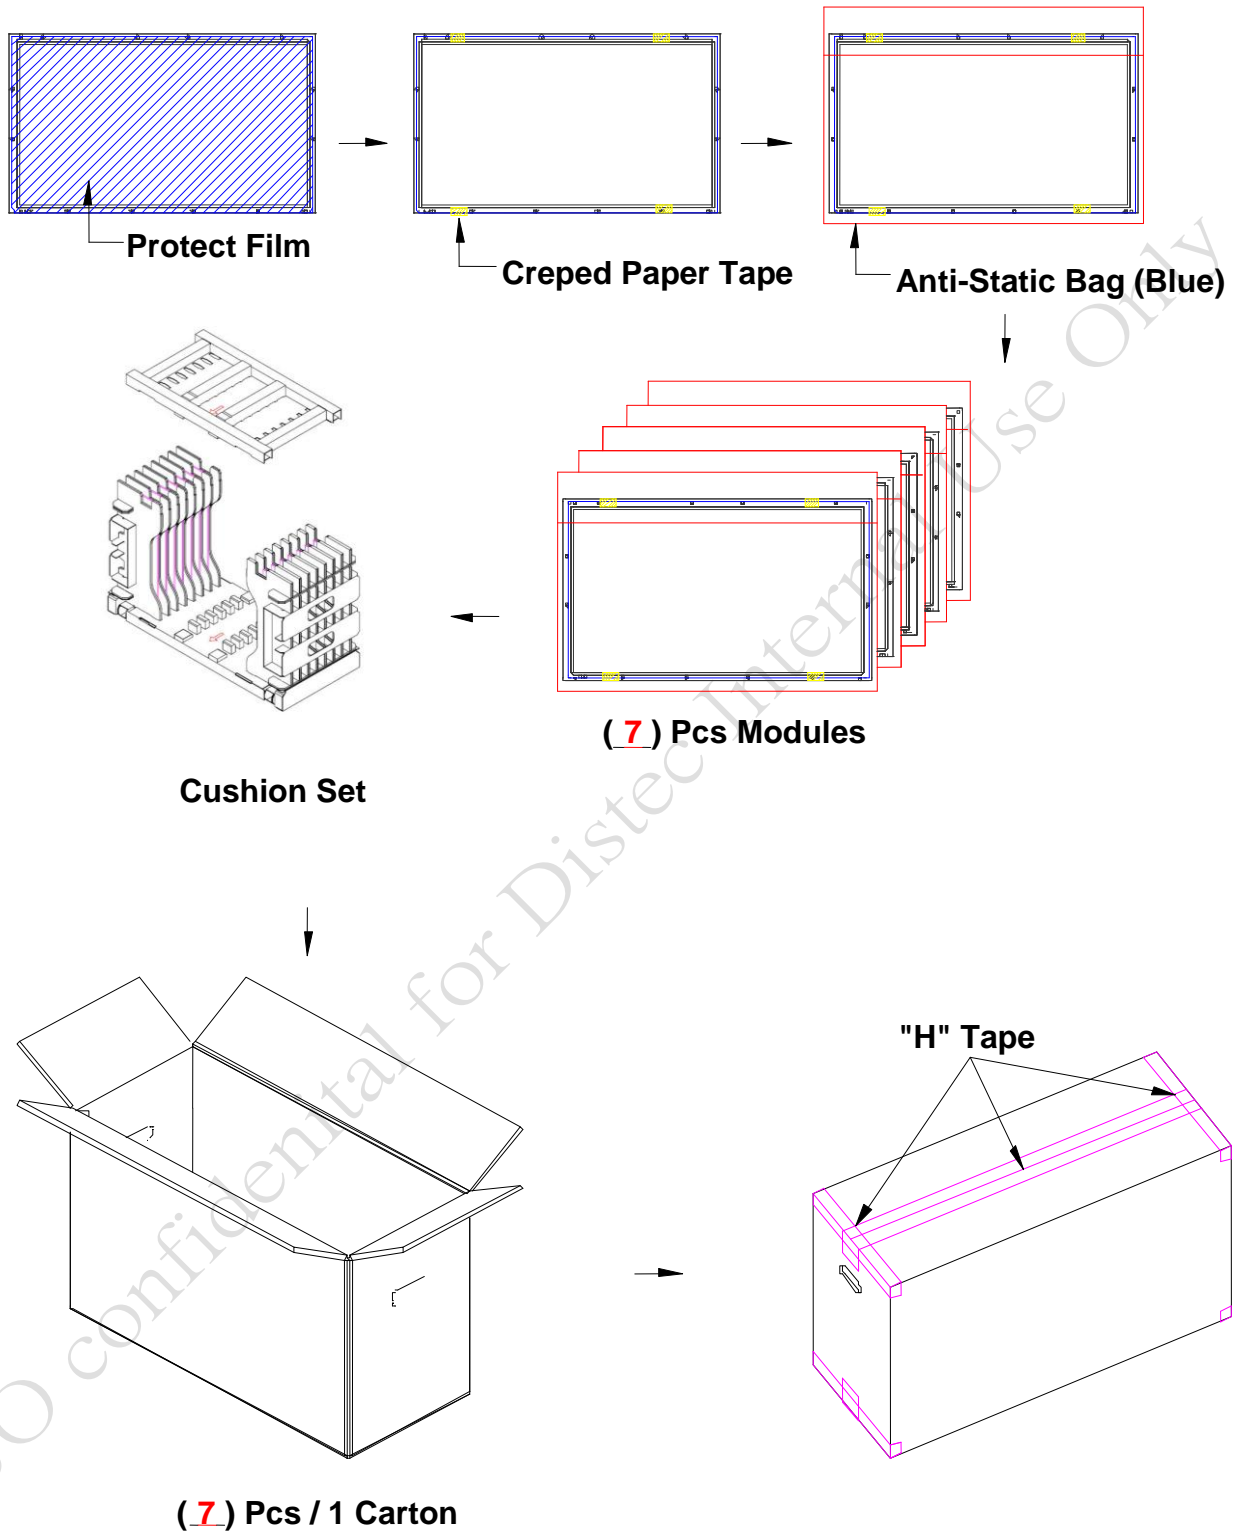 Protect Film
Creped Paper Tape
Anti-Static Bag (Blue)
( 7 ) Pcs Modules
Cushion Set
"H" Tape
( 7 ) Pcs / 1 Carton
O confidental for Distec Internal Use Only